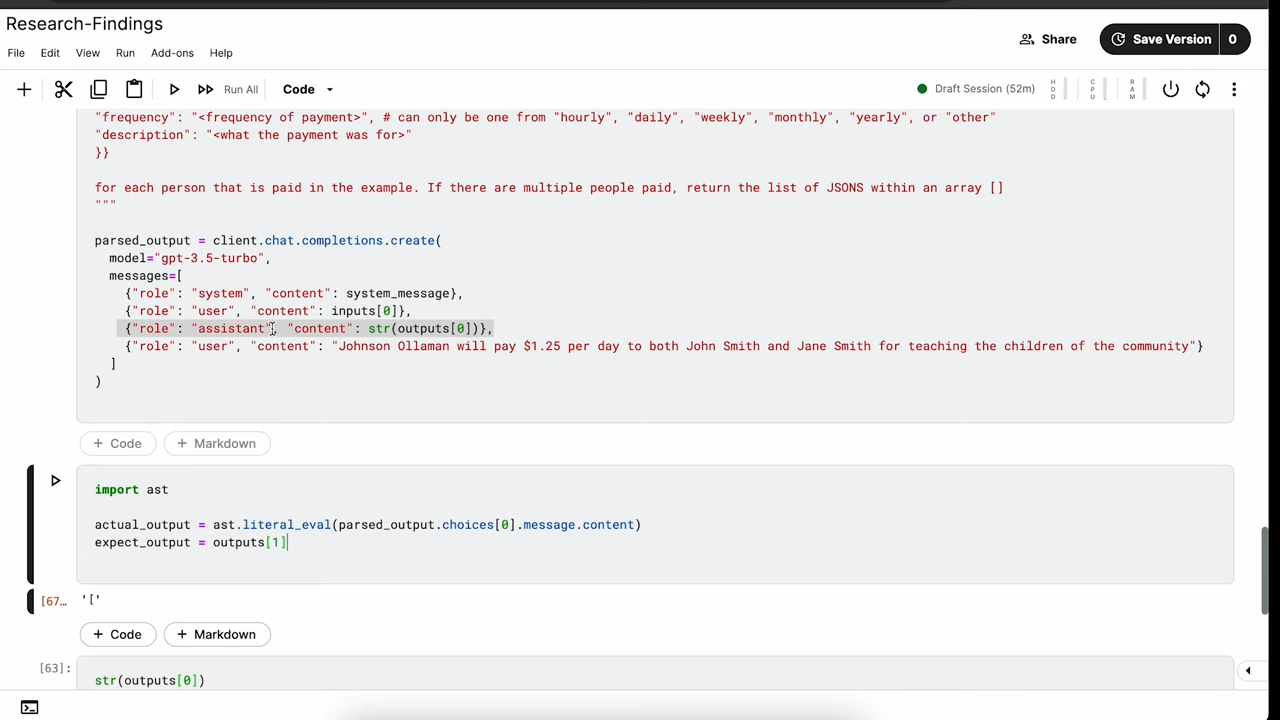 Research-Findings
File Edit View Run Add-ons Help
Share
Save Version 0
Run All
Code
Draft Session (52m)
HDD
CPU
RAM
"frequency": "<frequency of payment>", # can only be one from "hourly", "daily", "weekly", "monthly", "yearly", or "other"
"description": "<what the payment was for>"
}}
for each person that is paid in the example. If there are multiple people paid, return the list of JSONS within an array []
"""
parsed_output = client.chat.completions.create(
model="gpt-3.5-turbo",
messages=[
{"role": "system", "content": system_message},
{"role": "user", "content": inputs[0]},
{"role": "assistant", "content": str(outputs[0])},
{"role": "user", "content": "Johnson Ollaman will pay $1.25 per day to both John Smith and Jane Smith for teaching the children of the community"}
]
)
+ Code + Markdown
import ast
actual_output = ast.literal_eval(parsed_output.choices[0].message.content)
expect_output = outputs[1]
[67… '['
+ Code + Markdown
[63]:
str(outputs[0])